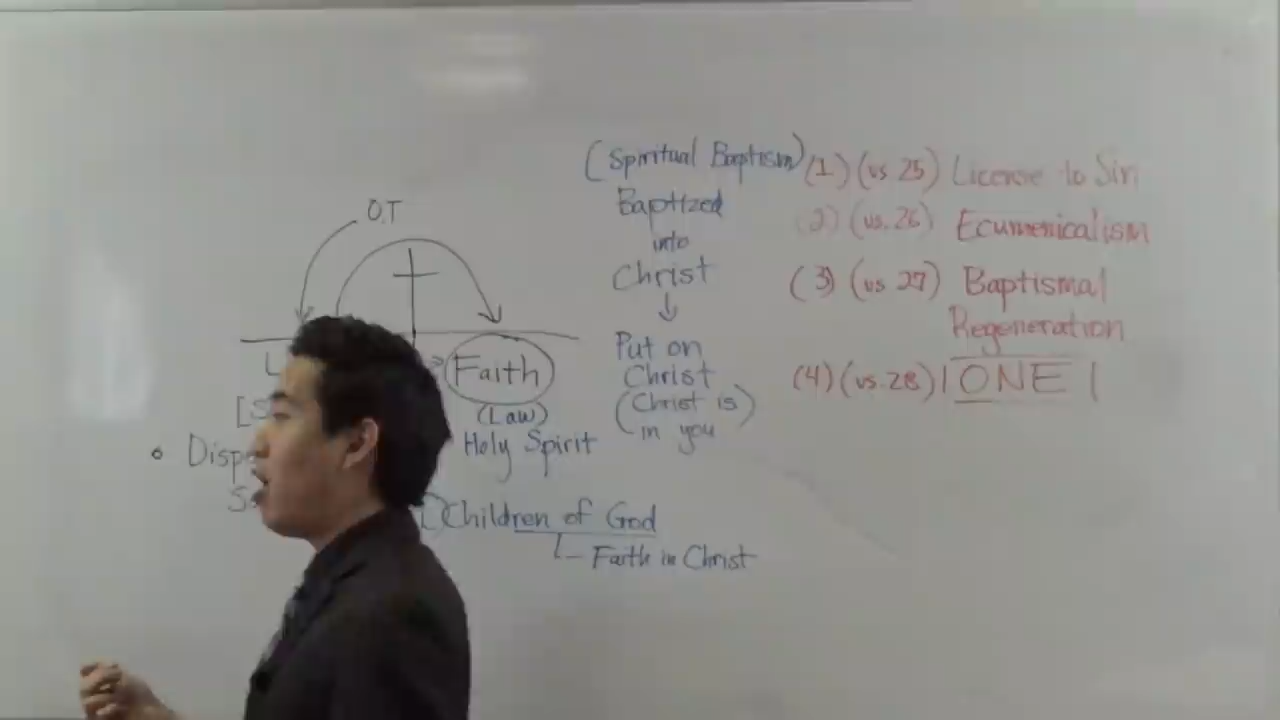 O.T
L
Faith
[S
(Law)
Holy Spirit
• Dispe
S
Children of God
Faith in Christ
(Spiritual Baptism)
Baptized
into
Christ
Put on
Christ
(Christ is
in you)
(1) (vs. 25) License to Sin
(2) (vs. 26) Ecumenicalism
(3) (vs 27) Baptismal
Regeneration
(4) (vs. 28) ONE